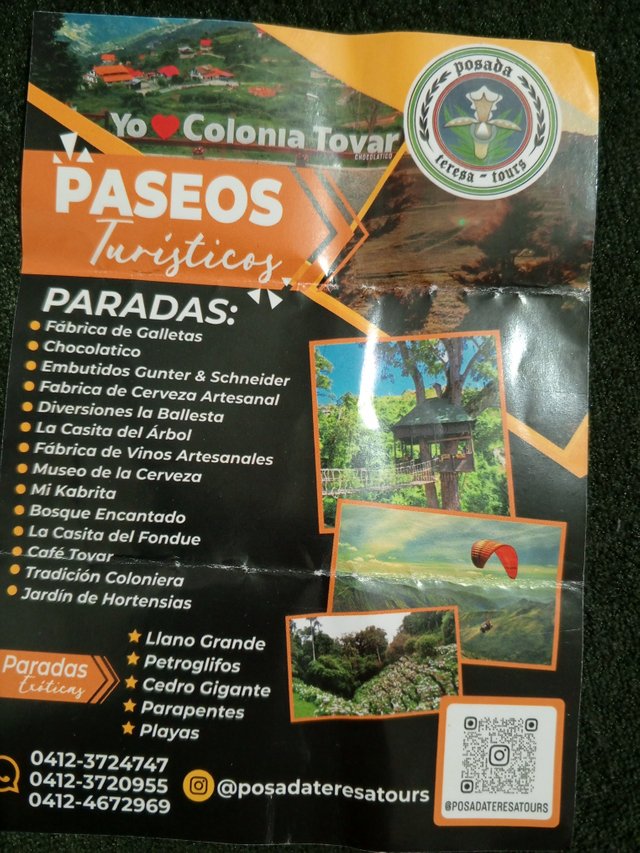 Yo ❤ Colonia Tovar
CHOCOLATICO
posada
teresa - tours
PASEOS
Turísticos
PARADAS:
Fábrica de Galletas
Chocolatico
Embutidos Gunter & Schneider
Fabrica de Cerveza Artesanal
Diversiones la Ballesta
La Casita del Árbol
Fábrica de Vinos Artesanales
Museo de la Cerveza
Mi Kabrita
Bosque Encantado
La Casita del Fondue
Café Tovar
Tradición Coloniera
Jardín de Hortensias
Paradas
Exóticas
Llano Grande
Petroglifos
Cedro Gigante
Parapentes
Playas
0412-3724747
0412-3720955
0412-4672969
@posadateresatours
@POSADATERESATOURS